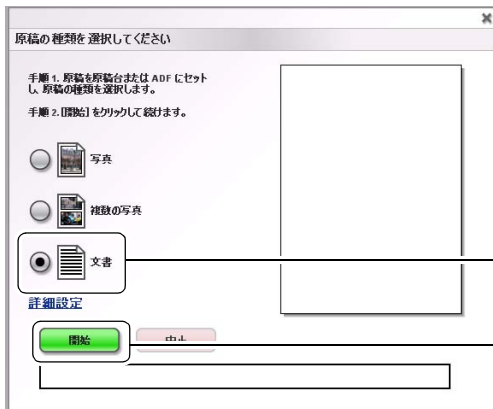 原稿の種類を選択してください
手順 1. 原稿を原稿台または ADF にセット
し、原稿の種類を選択します。
手順 2. [開始] をクリックして続けます。
写真
複数の写真
文書
詳細設定
開始
中止